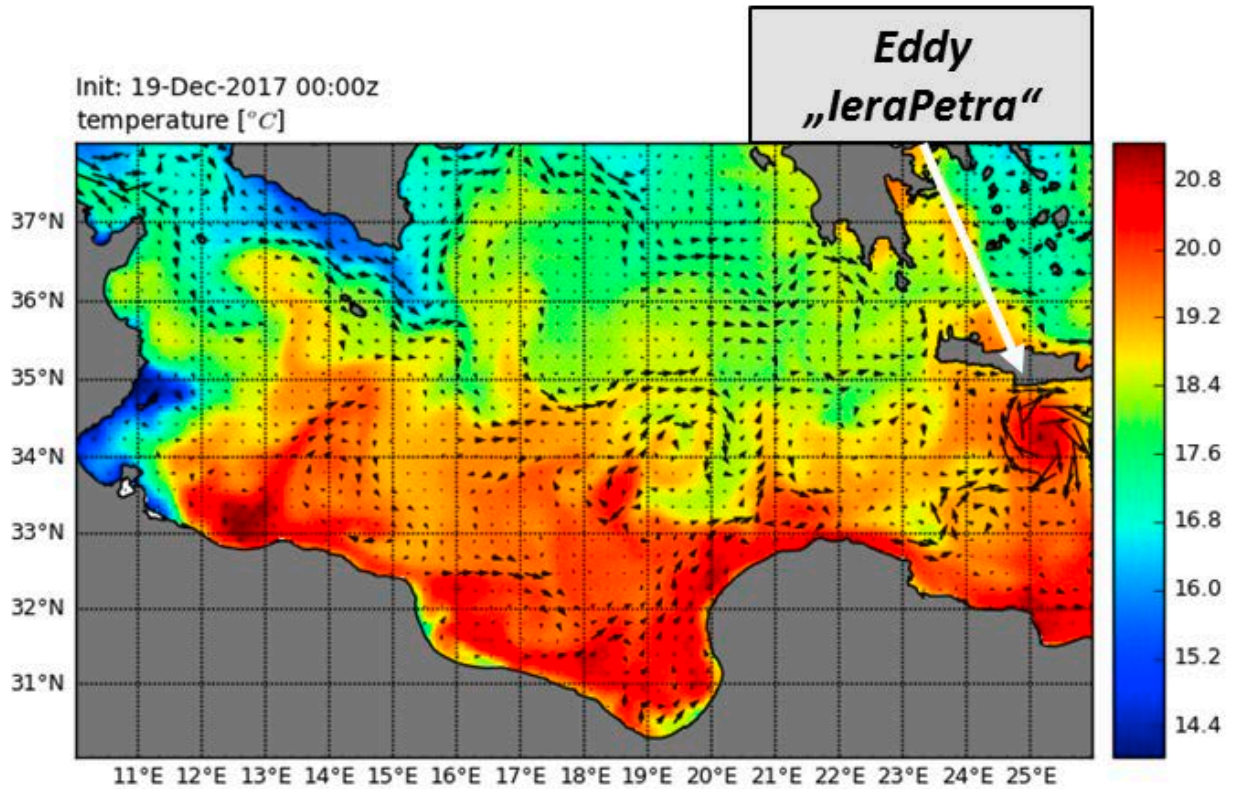 Eddy
„IeraPetra“
Init: 19-Dec-2017 00:00z
temperature [°C]
37°N
36°N
35°N
34°N
33°N
32°N
31°N
11°E 12°E 13°E 14°E 15°E 16°E 17°E 18°E 19°E 20°E 21°E 22°E 23°E 24°E 25°E
20.8
20.0
19.2
18.4
17.6
16.8
16.0
15.2
14.4